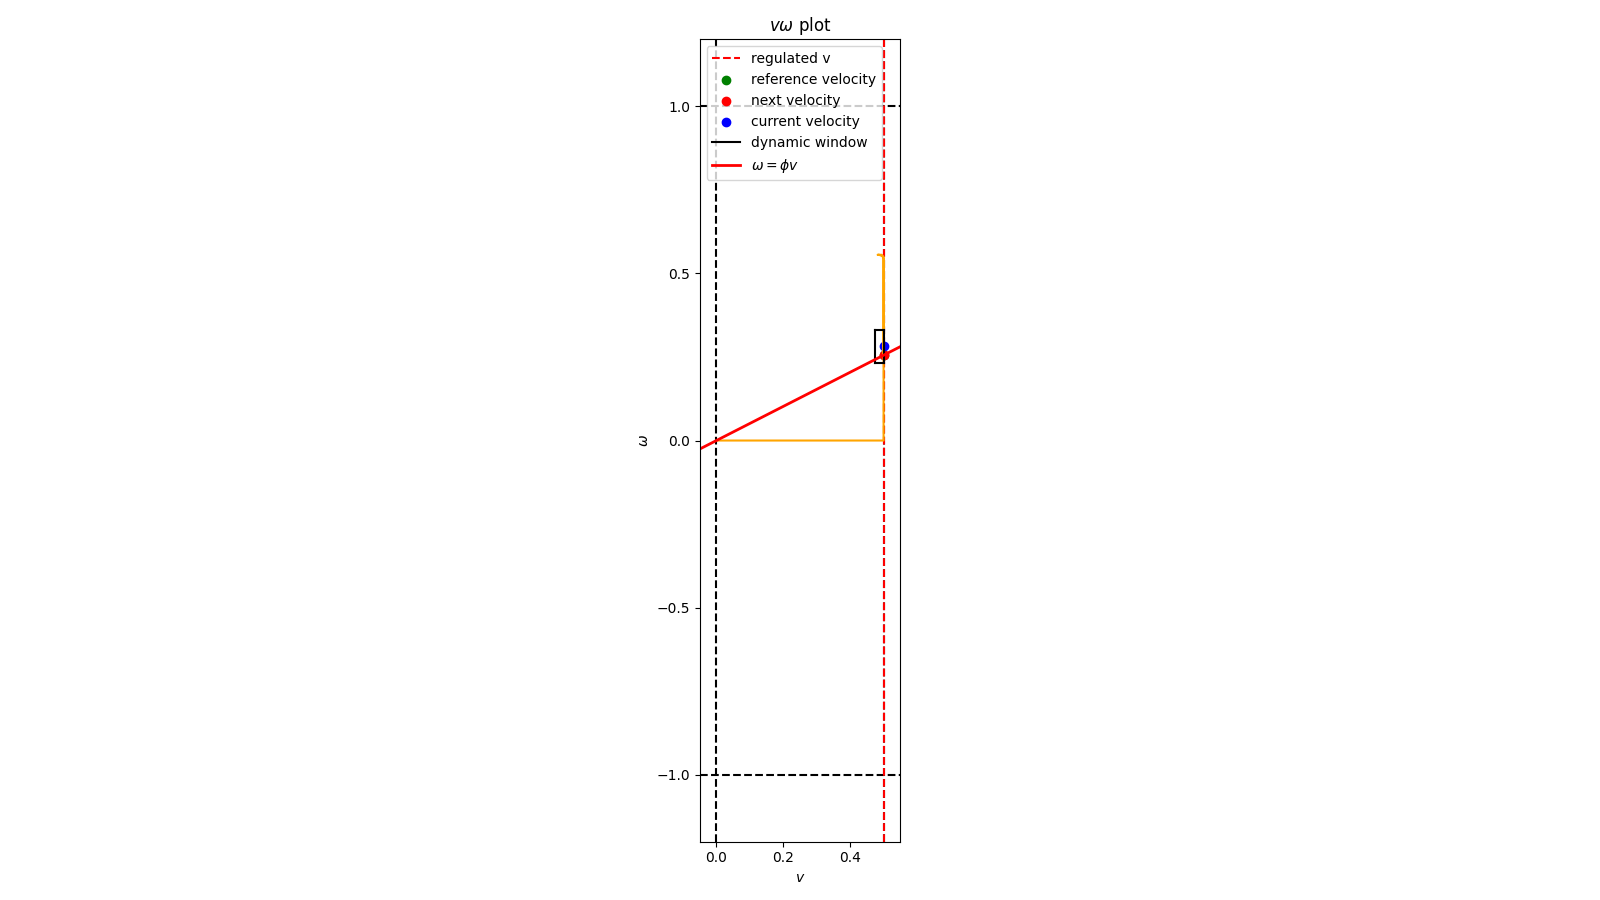 vω plot
regulated v
reference velocity
next velocity
current velocity
dynamic window
ω = ϕv
1.0
0.5
0.0
−0.5
−1.0
ω
0.0 0.2 0.4
v